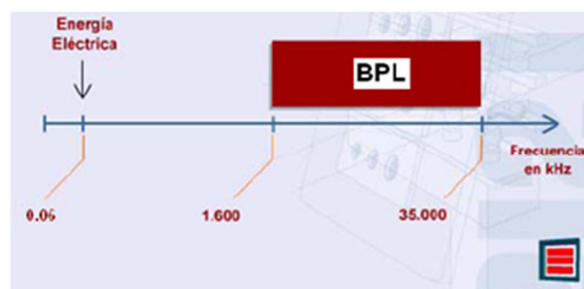 Energía
Eléctrica
BPL
Frecuencia
en kHz
0.06
1.600
35.000